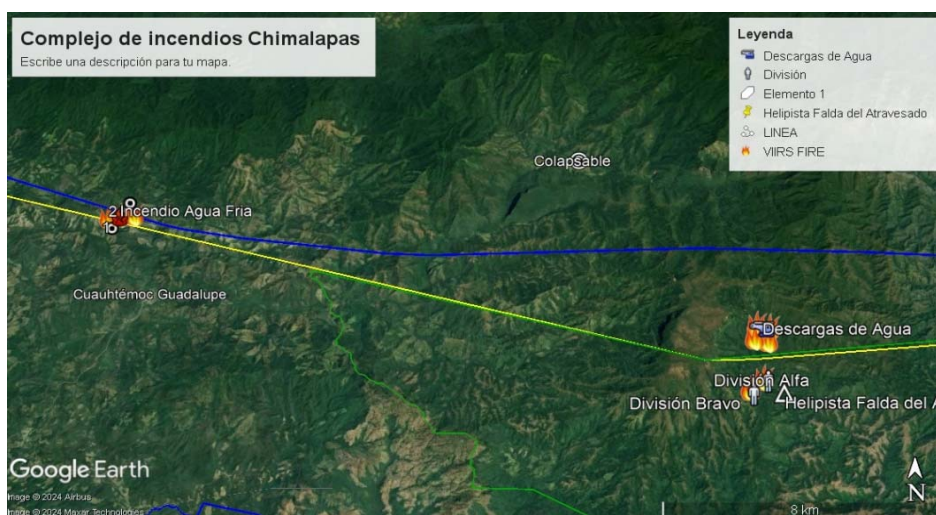 Complejo de incendios Chimalapas
Escribe una descripción para tu mapa.
Leyenda
Descargas de Agua
División
Elemento 1
Helipista Falda del Atravesado
LINEA
VIIRS FIRE
Colapsable
2 Incendio Agua Fria
1
Cuauhtémoc Guadalupe
Descargas de Agua
División Alfa
División Bravo
Helipista Falda del A
Google Earth
Image © 2024 Airbus
Image © 2024 Maxar Technologies
N
8 km